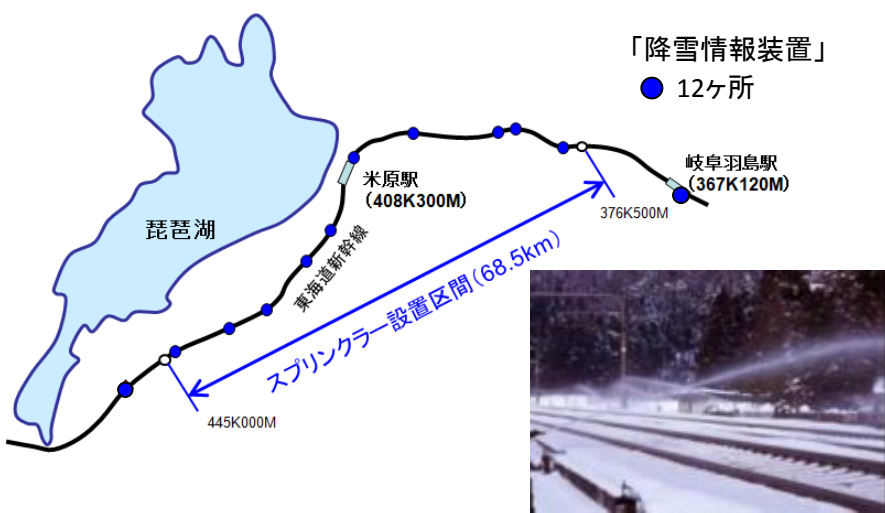 「降雪情報装置」
12ヶ所
岐阜羽島駅
(367K120M)
米原駅
(408K300M)
376K500M
琵琶湖
東海道新幹線
スプリンクラー設置区間(68.5km)
445K000M